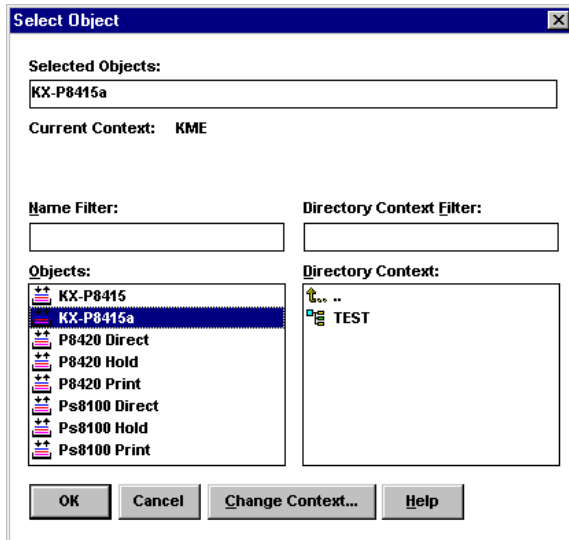 Select Object
Selected Objects:
KX-P8415a
Current Context: KME
Name Filter:
Directory Context Filter:
Objects:
KX-P8415
KX-P8415a
P8420 Direct
P8420 Hold
P8420 Print
Ps8100 Direct
Ps8100 Hold
Ps8100 Print
Directory Context:
..
TEST
OK Cancel Change Context... Help